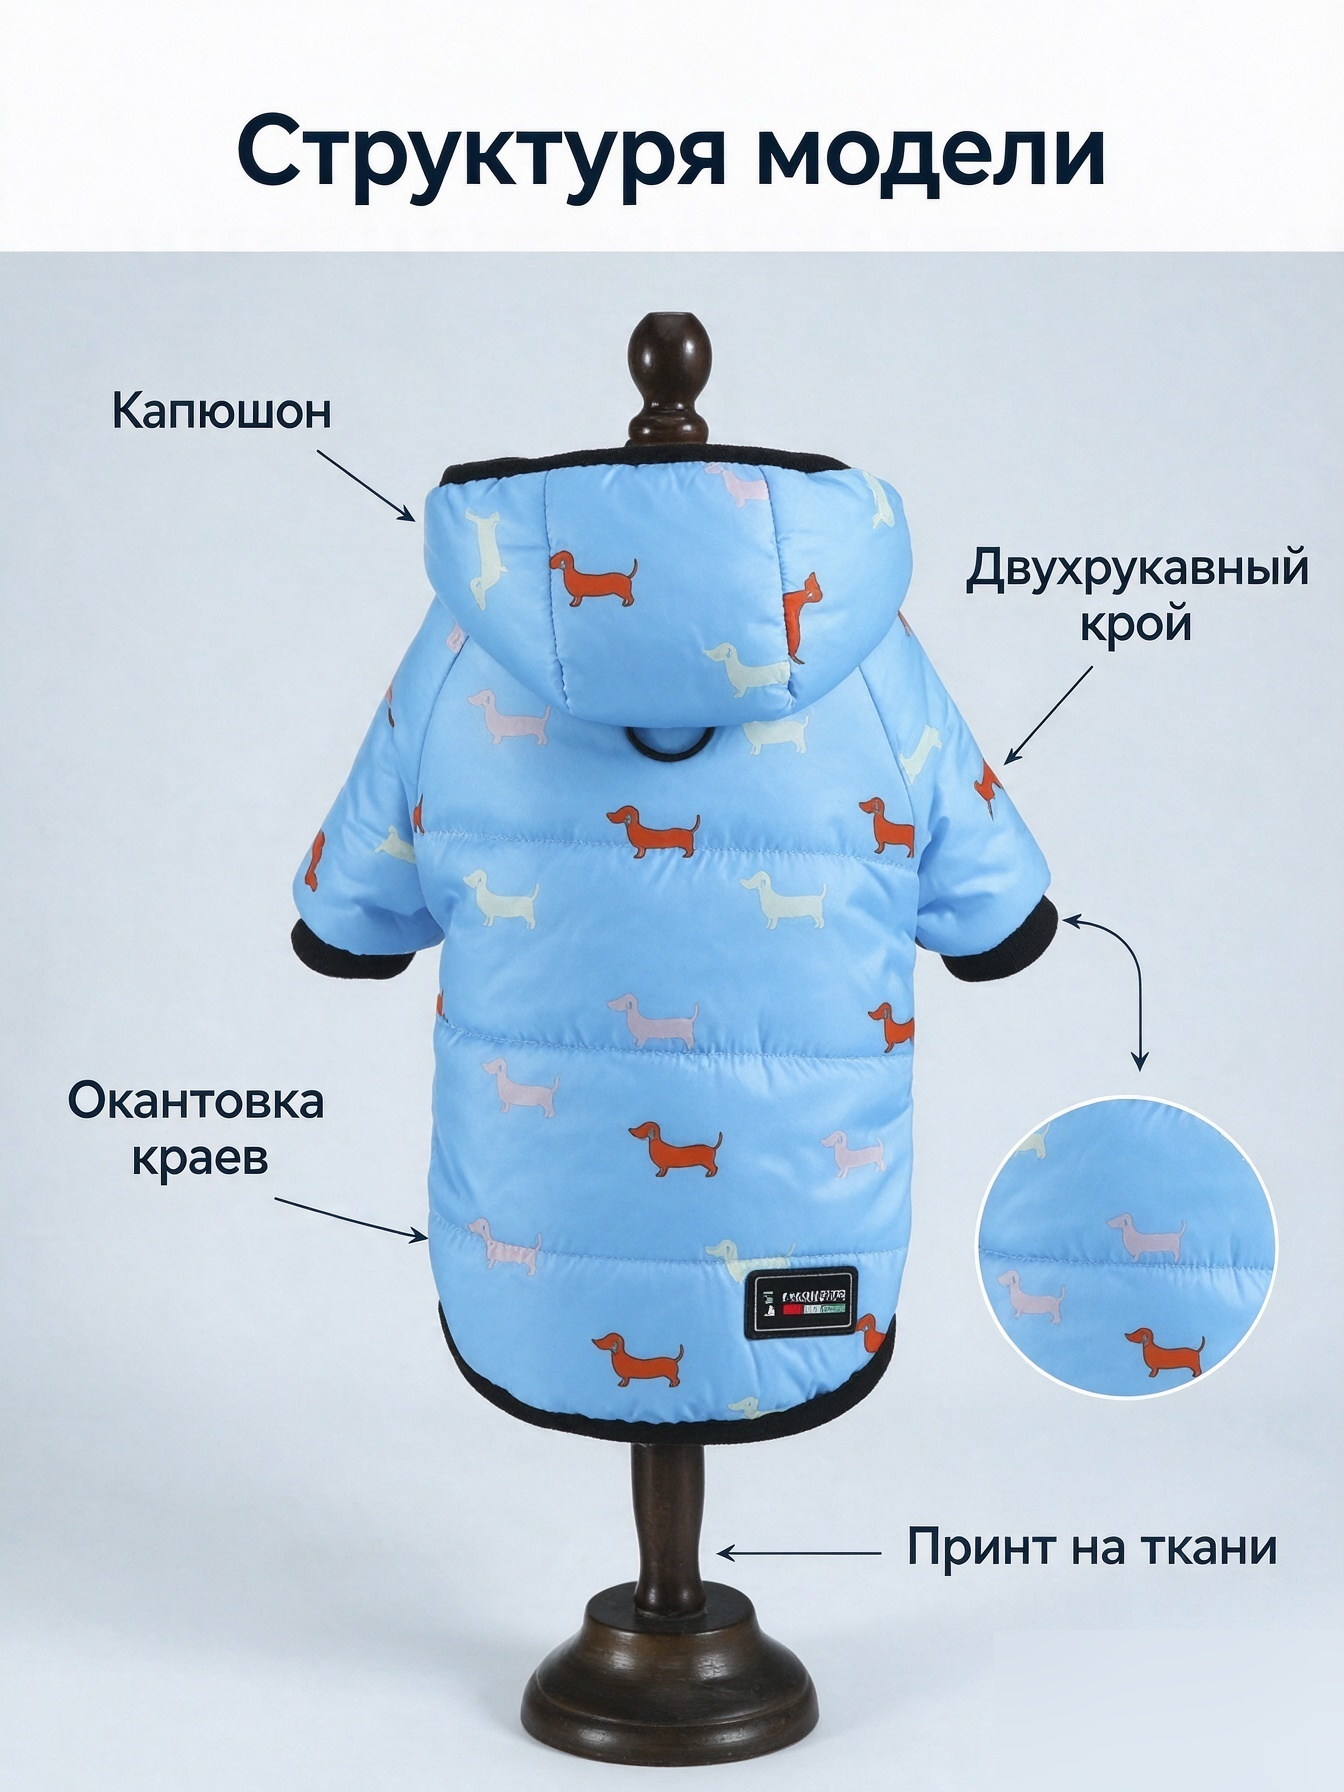 Структуря модели
Капюшон
Двухрукавный
крой
Окантовка
краев
Принт на ткани